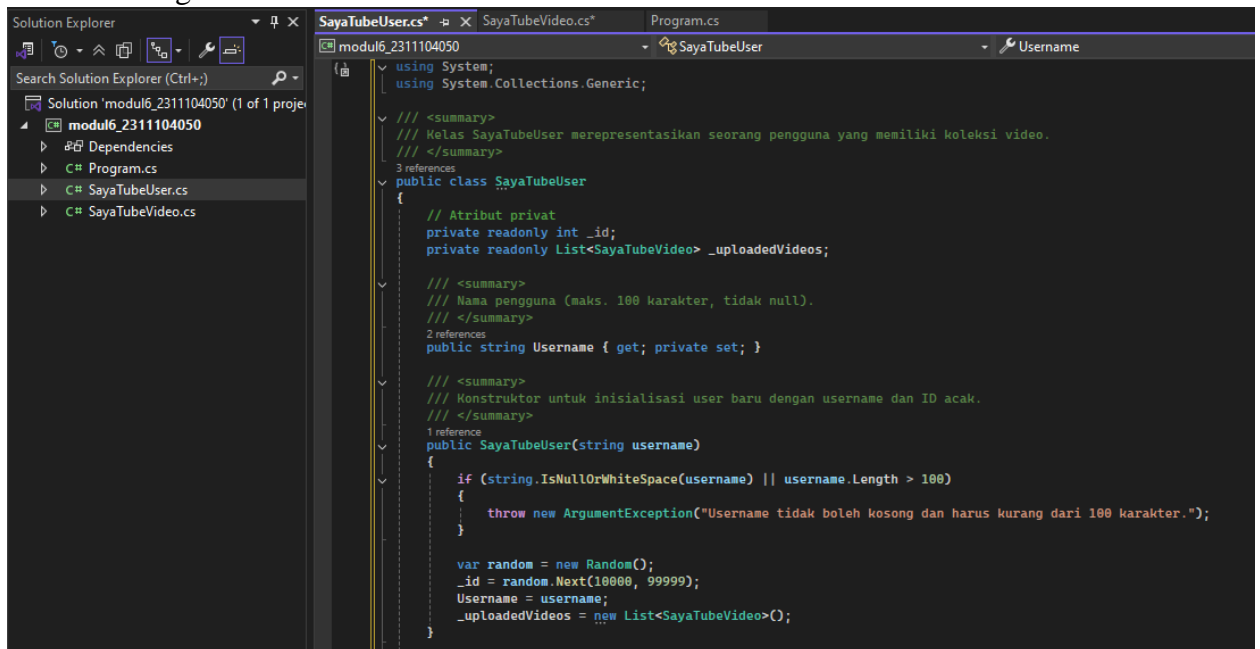 Solution Explorer
Search Solution Explorer (Ctrl+;)
Solution 'modul6_2311104050' (1 of 1 proje
modul6_2311104050
Dependencies
C# Program.cs
C# SayaTubeUser.cs
C# SayaTubeVideo.cs
SayaTubeUser.cs* SayaTubeVideo.cs* Program.cs
C# modul6_2311104050 SayaTubeUser Username
using System;
using System.Collections.Generic;
/// <summary>
/// Kelas SayaTubeUser merepresentasikan seorang pengguna yang memiliki koleksi video.
/// </summary>
3 references
public class SayaTubeUser
{
// Atribut privat
private readonly int _id;
private readonly List<SayaTubeVideo> _uploadedVideos;
/// <summary>
/// Nama pengguna (maks. 100 karakter, tidak null).
/// </summary>
2 references
public string Username { get; private set; }
/// <summary>
/// Konstruktor untuk inisialisasi user baru dengan username dan ID acak.
/// </summary>
1 reference
public SayaTubeUser(string username)
{
if (string.IsNullOrWhiteSpace(username) || username.Length > 100)
{
throw new ArgumentException("Username tidak boleh kosong dan harus kurang dari 100 karakter.");
}
var random = new Random();
_id = random.Next(10000, 99999);
Username = username;
_uploadedVideos = new List<SayaTubeVideo>();
}